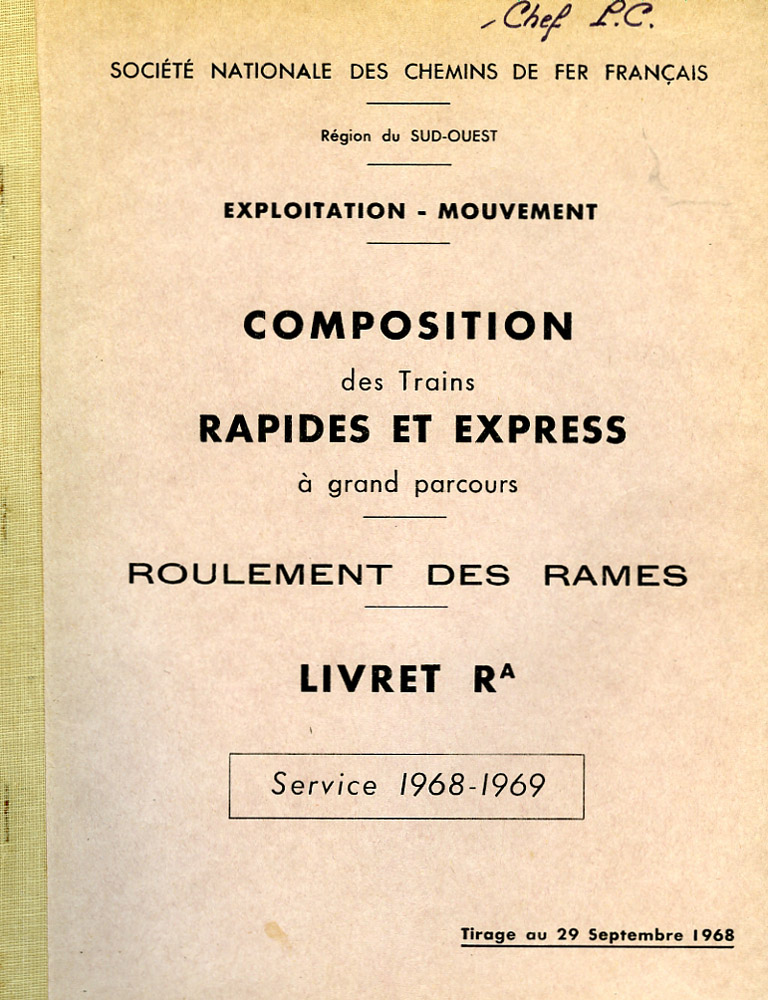 Chef P.C.
SOCIÉTÉ NATIONALE DES CHEMINS DE FER FRANÇAIS
Région du SUD-OUEST
EXPLOITATION - MOUVEMENT
COMPOSITION
des Trains
RAPIDES ET EXPRESS
à grand parcours
ROULEMENT DES RAMES
LIVRET Rᴬ
Service 1968-1969
Tirage au 29 Septembre 1968